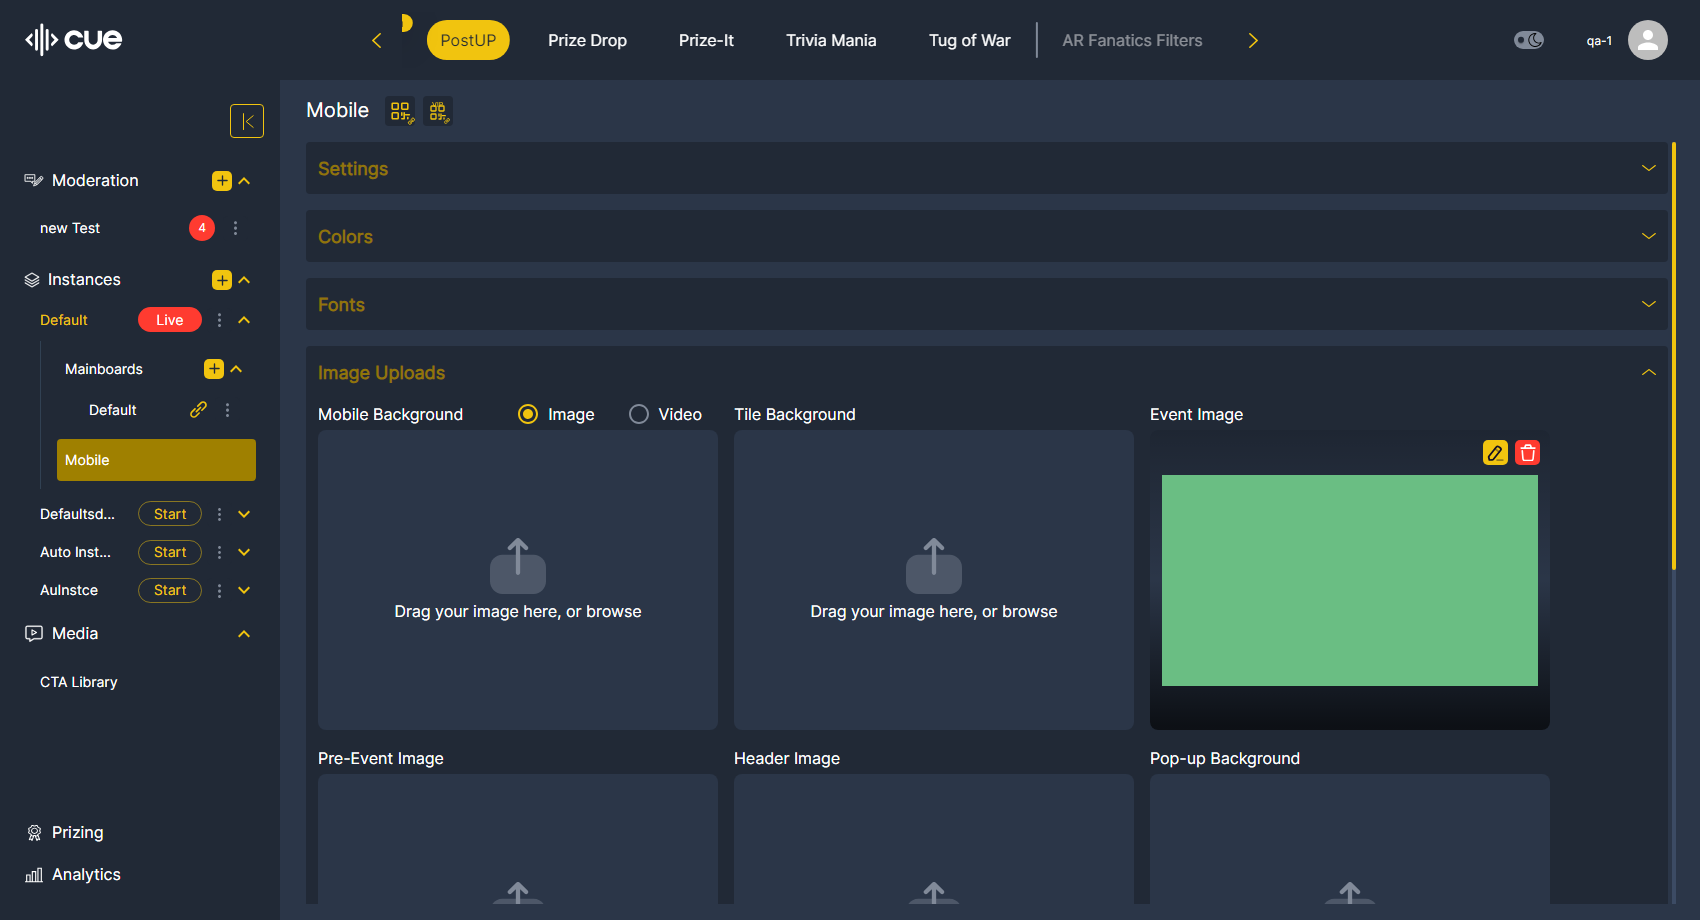 cue
PostUP
Prize Drop
Prize-It
Trivia Mania
Tug of War
AR Fanatics Filters
qa-1
Moderation
new Test
4
Instances
Default
Live
Mainboards
Default
Mobile
Defaultsd...
Start
Auto Inst...
Start
AuInstce
Start
Media
CTA Library
Prizing
Analytics
Mobile
Settings
Colors
Fonts
Image Uploads
Mobile Background
Image
Video
Tile Background
Event Image
Drag your image here, or browse
Drag your image here, or browse
Pre-Event Image
Header Image
Pop-up Background